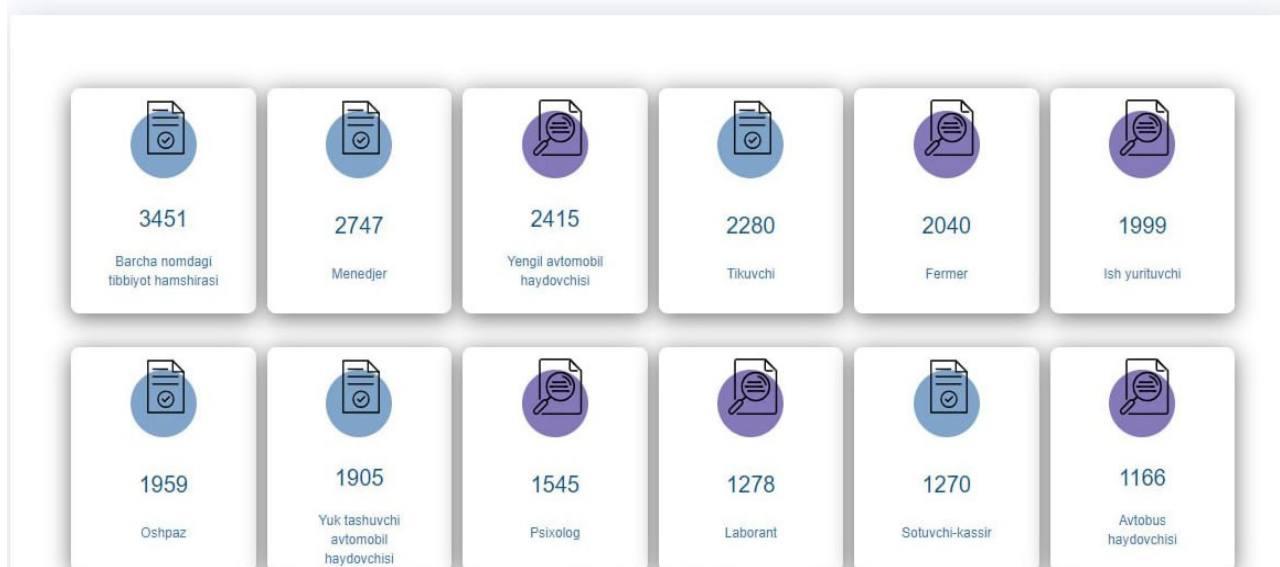 3451
Barcha nomdagi
tibbiyot hamshirasi
2747
Menedjer
2415
Yengil avtomobil
haydovchisi
2280
Tikuvchi
2040
Fermer
1999
Ish yurituvchi
1959
Oshpaz
1905
Yuk tashuvchi
avtomobil
haydovchisi
1545
Psixolog
1278
Laborant
1270
Sotuvchi-kassir
1166
Avtobus
haydovchisi